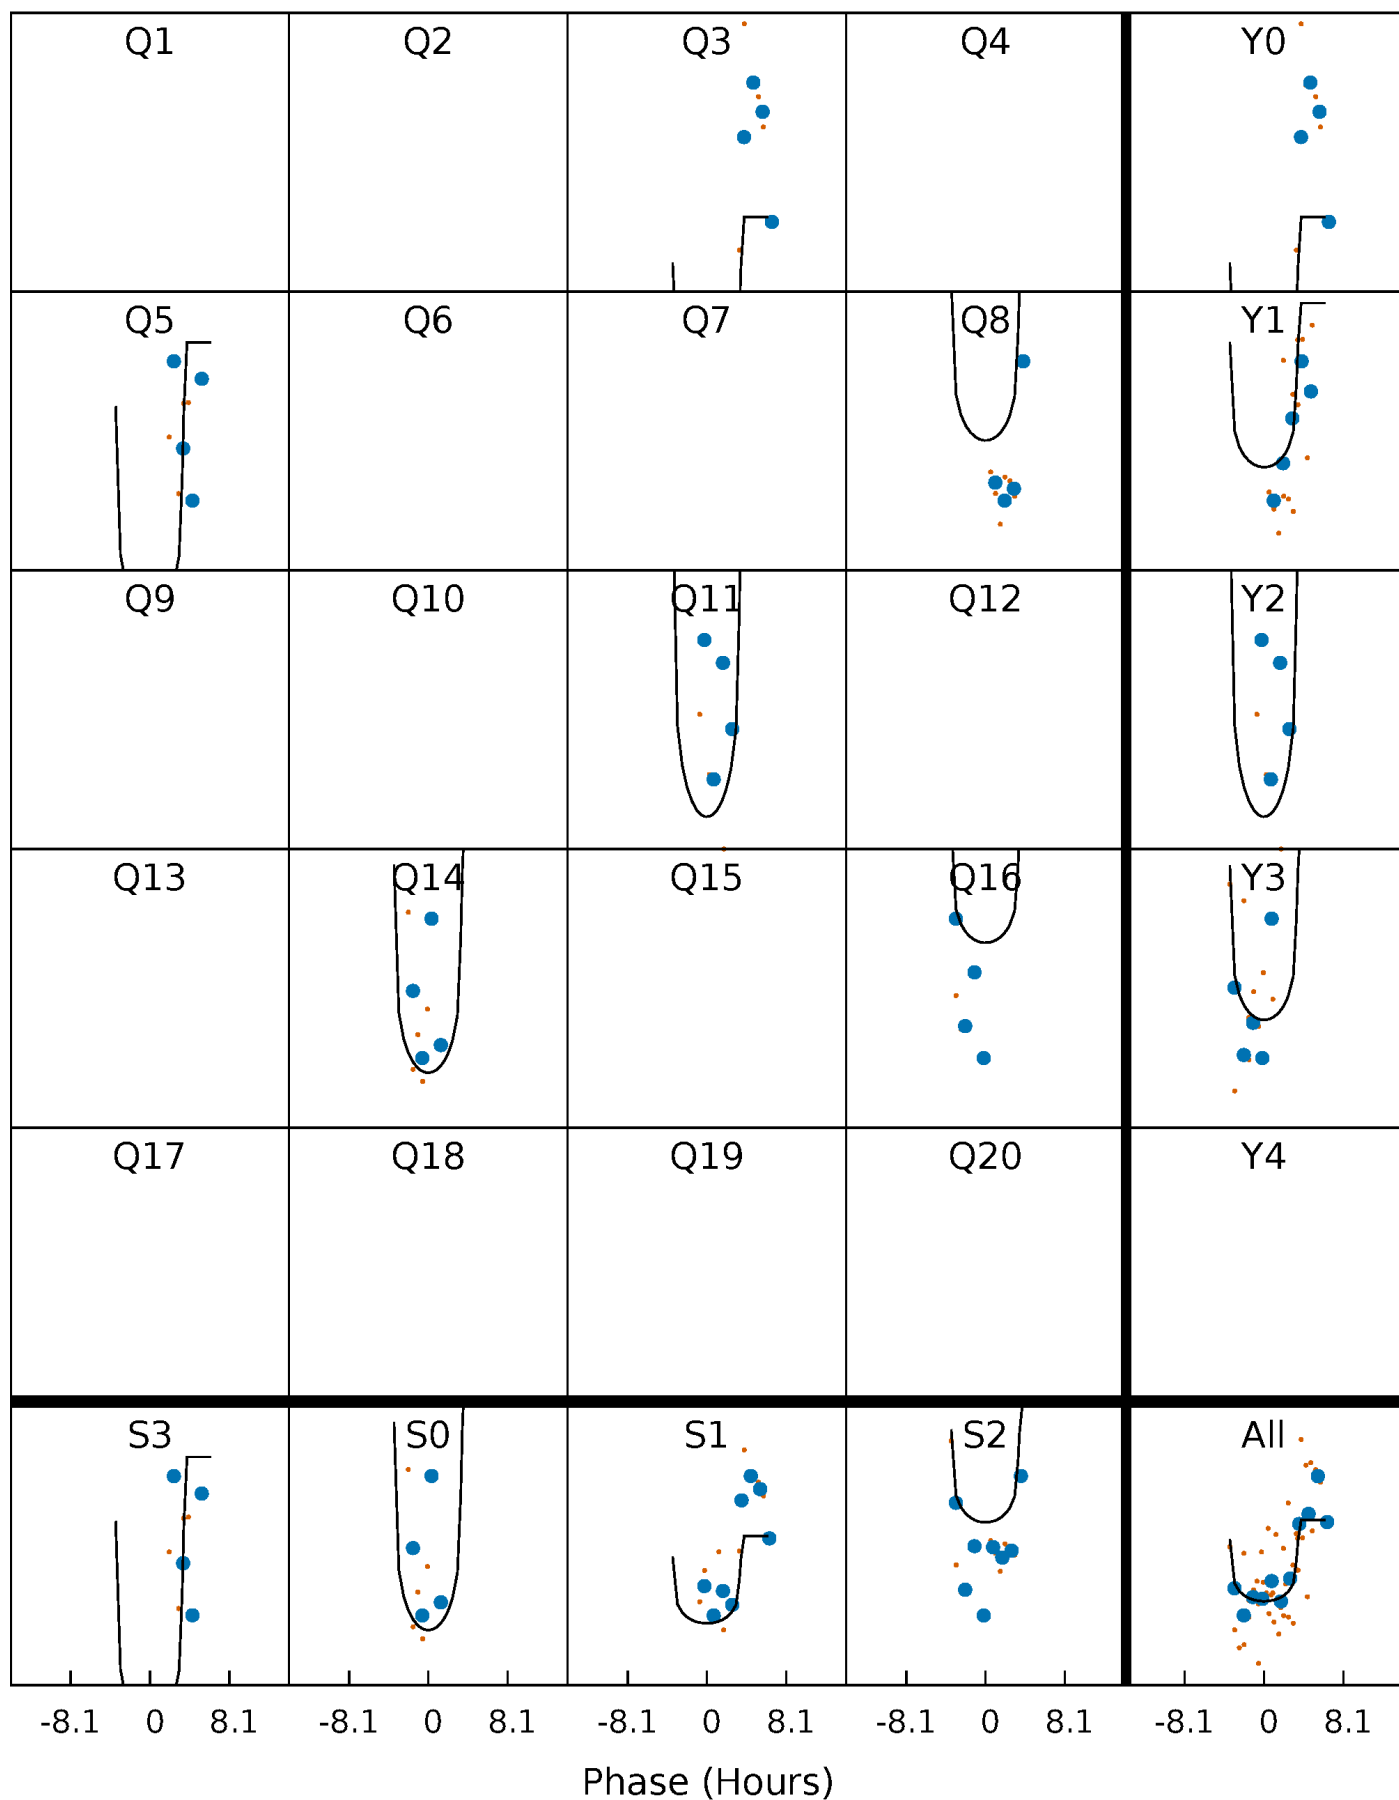 Q1 Q2 Q3 Q4 Y0
Q5 Q6 Q7 Q8 Y1
Q9 Q10 Q11 Q12 Y2
Q13 Q14 Q15 Q16 Y3
Q17 Q18 Q19 Q20 Y4
S3 S0 S1 S2 All
-8.1 0 8.1 -8.1 0 8.1 -8.1 0 8.1 -8.1 0 8.1 -8.1 0 8.1
Phase (Hours)